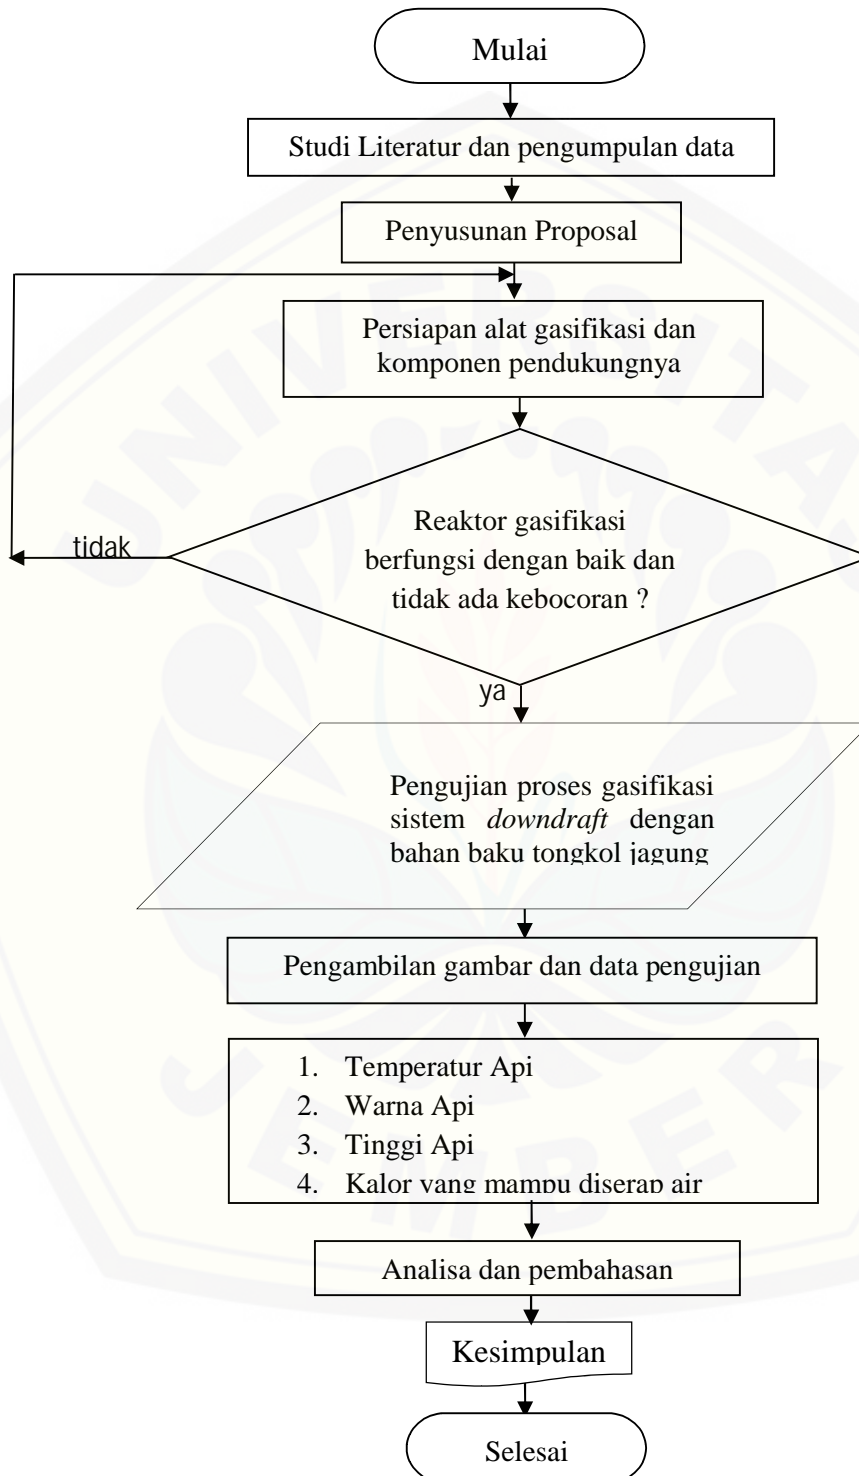 Mulai
Studi Literatur dan pengumpulan data
Penyusunan Proposal
Persiapan alat gasifikasi dan
komponen pendukungnya
Reaktor gasifikasi
berfungsi dengan baik dan
tidak ada kebocoran ?
tidak
ya
Pengujian proses gasifikasi
sistem downdraft dengan
bahan baku tongkol jagung
Pengambilan gambar dan data pengujian
1. Temperatur Api
2. Warna Api
3. Tinggi Api
4. Kalor yang mampu diserap air
Analisa dan pembahasan
Kesimpulan
Selesai
UNIVERSITAS
JEMBER